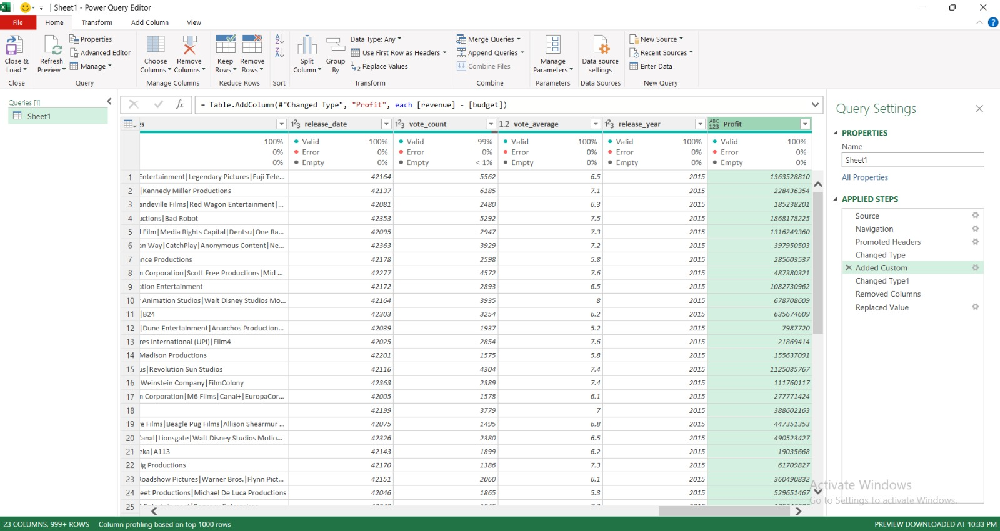 Sheet1 - Power Query Editor
File Home Transform Add Column View
Close & Load
Close
Refresh Preview
Properties
Advanced Editor
Manage
Query
Choose Columns
Remove Columns
Manage Columns
Keep Rows
Remove Rows
Reduce Rows
Sort
Split Column
Group By
Data Type: Any
Use First Row as Headers
Replace Values
Transform
Merge Queries
Append Queries
Combine Files
Combine
Manage Parameters
Parameters
Data source settings
Data Sources
New Source
Recent Sources
Enter Data
New Query
Queries [1]
Sheet1
fx = Table.AddColumn(#"Changed Type", "Profit", each [revenue] - [budget])
es 123 release_date 123 vote_count 1.2 vote_average 123 release_year ABC 123 Profit
100% Valid 100% Valid 99% Valid 100% Valid 100% Valid 100%
0% Error 0% Error 0% Error 0% Error 0% Error 0%
0% Empty 0% Empty < 1% Empty 0% Empty 0% Empty 0%
1 Entertainment|Legendary Pictures|Fuji Tele... 42164 5562 6.5 2015 1363528810
2 |Kennedy Miller Productions 42137 6185 7.1 2015 228436354
3 andeville Films|Red Wagon Entertainment|... 42081 2480 6.3 2015 185238201
4 uctions|Bad Robot 42353 5292 7.5 2015 1868178225
5 l Film|Media Rights Capital|Dentsu|One Ra... 42095 2947 7.3 2015 1316249360
6 an Way|CatchPlay|Anonymous Content|Ne... 42363 3929 7.2 2015 397950503
7 nce Productions 42178 2598 5.8 2015 285603537
8 n Corporation|Scott Free Productions|Mid ... 42277 4572 7.6 2015 487380321
9 ation Entertainment 42172 2893 6.5 2015 1082730962
10 Animation Studios|Walt Disney Studios Mo... 42164 3935 8 2015 678708609
11 |B24 42303 3254 6.2 2015 635674609
12 |Dune Entertainment|Anarchos Production... 42039 1937 5.2 2015 7987720
13 res International (UPI)|Film4 42025 2854 7.6 2015 21869414
14 Madison Productions 42201 1575 5.8 2015 155637091
15 us|Revolution Sun Studios 42116 4304 7.4 2015 1125035767
16 Weinstein Company|FilmColony 42363 2389 7.4 2015 111760117
17 n Corporation|M6 Films|Canal+|EuropaCor... 42005 1578 6.1 2015 277771424
18 42199 3779 7 2015 388602163
19 e Films|Beagle Pug Films|Allison Shearmur ... 42075 1495 6.8 2015 447351353
20 Canal|Lionsgate|Walt Disney Studios Motio... 42326 2380 6.5 2015 490523427
21 eka|A113 42143 1899 6.2 2015 19035668
22 ig Productions 42170 1386 7.3 2015 61709827
23 Roadshow Pictures|Warner Bros.|Flynn Pict... 42151 2060 6.1 2015 360490832
24 eet Productions|Michael De Luca Productions 42046 1865 5.3 2015 529651467
25
Query Settings
PROPERTIES
Name
Sheet1
All Properties
APPLIED STEPS
Source
Navigation
Promoted Headers
Changed Type
Added Custom
Changed Type1
Removed Columns
Replaced Value
Activate Windows
Go to Settings to activate Windows.
23 COLUMNS, 999+ ROWS Column profiling based on top 1000 rows PREVIEW DOWNLOADED AT 10:33 PM